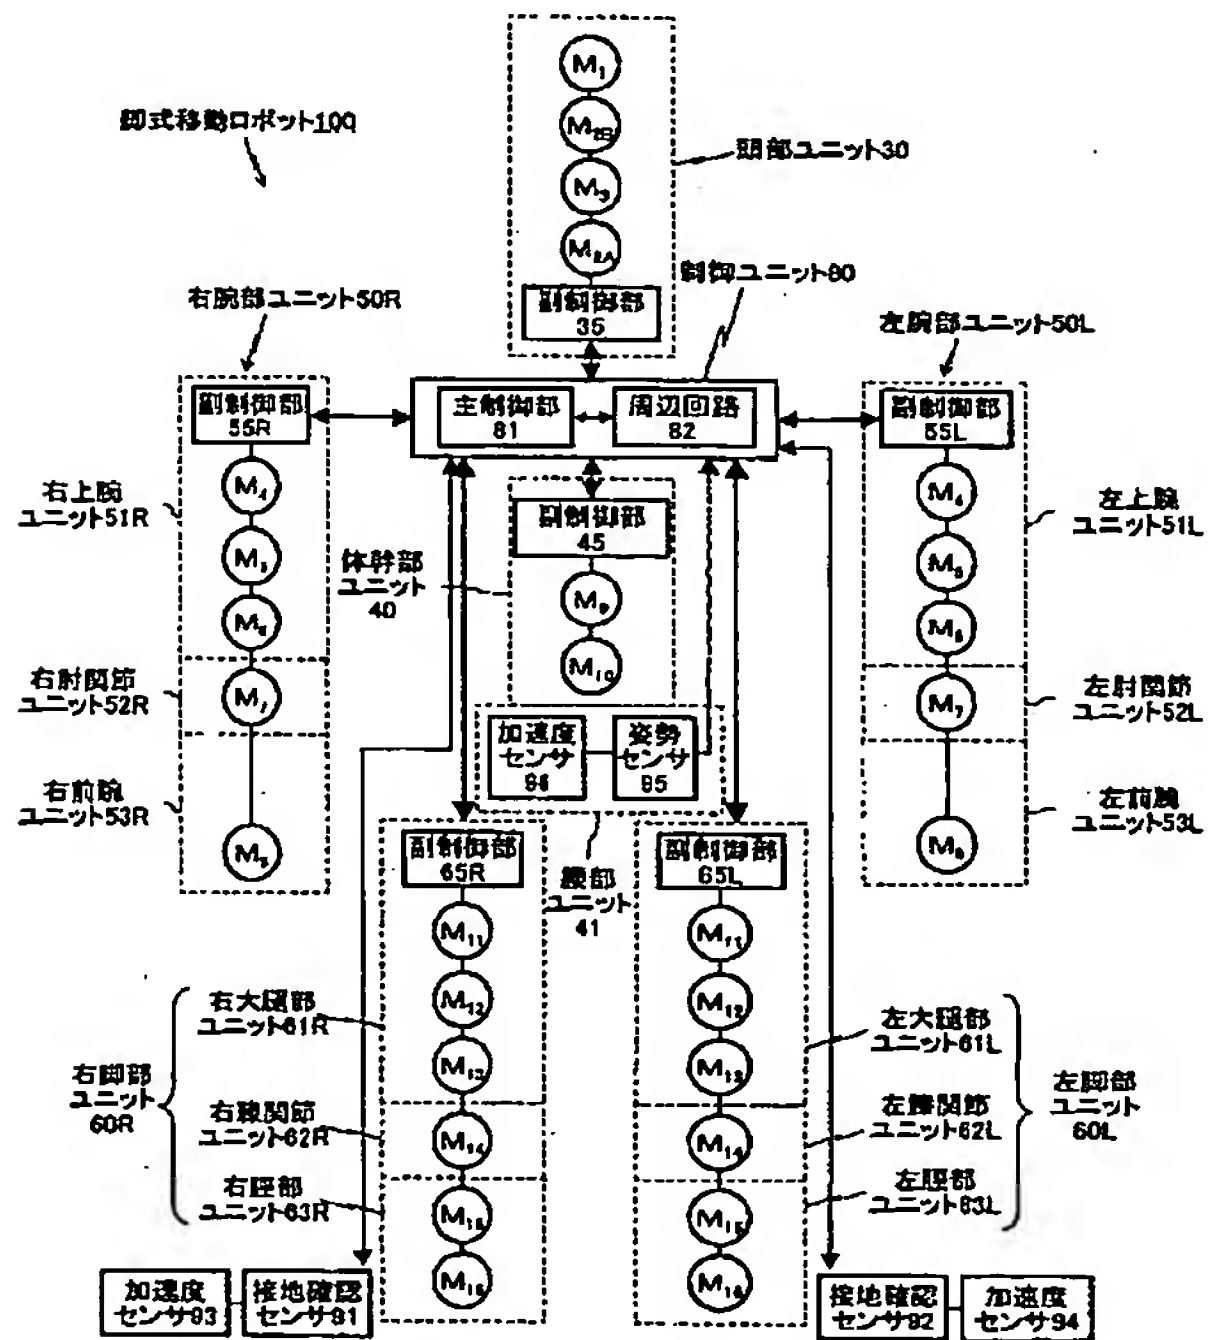 脚式移動ロボット100
M1
M2B
M3
M2A
副制御部
35
頭部ユニット30
制御ユニット80
右腕部ユニット50R
左腕部ユニット50L
副制御部
55R
主制御部
81
周辺回路
82
副制御部
55L
M4
M5
M6
M7
M8
右上腕
ユニット51R
右肘関節
ユニット52R
右前腕
ユニット53R
副制御部
45
M9
M10
体幹部
ユニット
40
M4
M5
M6
M7
M8
左上腕
ユニット51L
左肘関節
ユニット52L
左前腕
ユニット53L
加速度
センサ
96
姿勢
センサ
95
腰部
ユニット
41
副制御部
65R
M11
M12
M13
M14
M15
M16
副制御部
65L
M11
M12
M13
M14
M15
M16
右大腿部
ユニット61R
右膝関節
ユニット62R
右脛部
ユニット63R
右脚部
ユニット
60R
左大腿部
ユニット61L
左膝関節
ユニット62L
左脛部
ユニット63L
左脚部
ユニット
60L
加速度
センサ93
接地確認
センサ91
接地確認
センサ92
加速度
センサ94